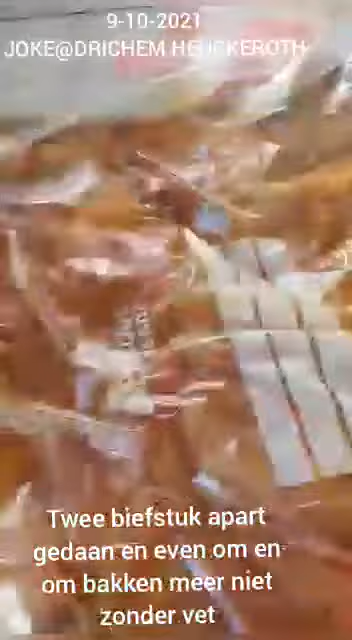 9-10-2021
JOKE@DRICHEM HEUCKEROTH
Twee biefstuk apart
gedaan en even om en
om bakken meer niet
zonder vet